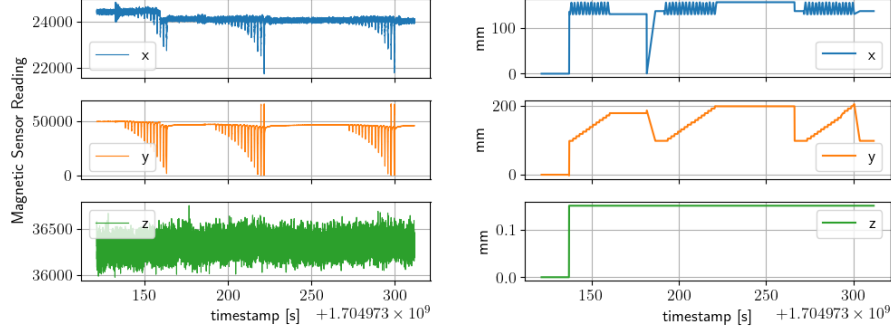 24000
22000
x
50000
0
y
36500
36000
z
Magnetic Sensor Reading
150
200
250
300
timestamp [s]
+1.704973 × 10⁹
100
0
mm
x
200
0
mm
y
0.1
0.0
mm
z
150
200
250
300
timestamp [s]
+1.704973 × 10⁹